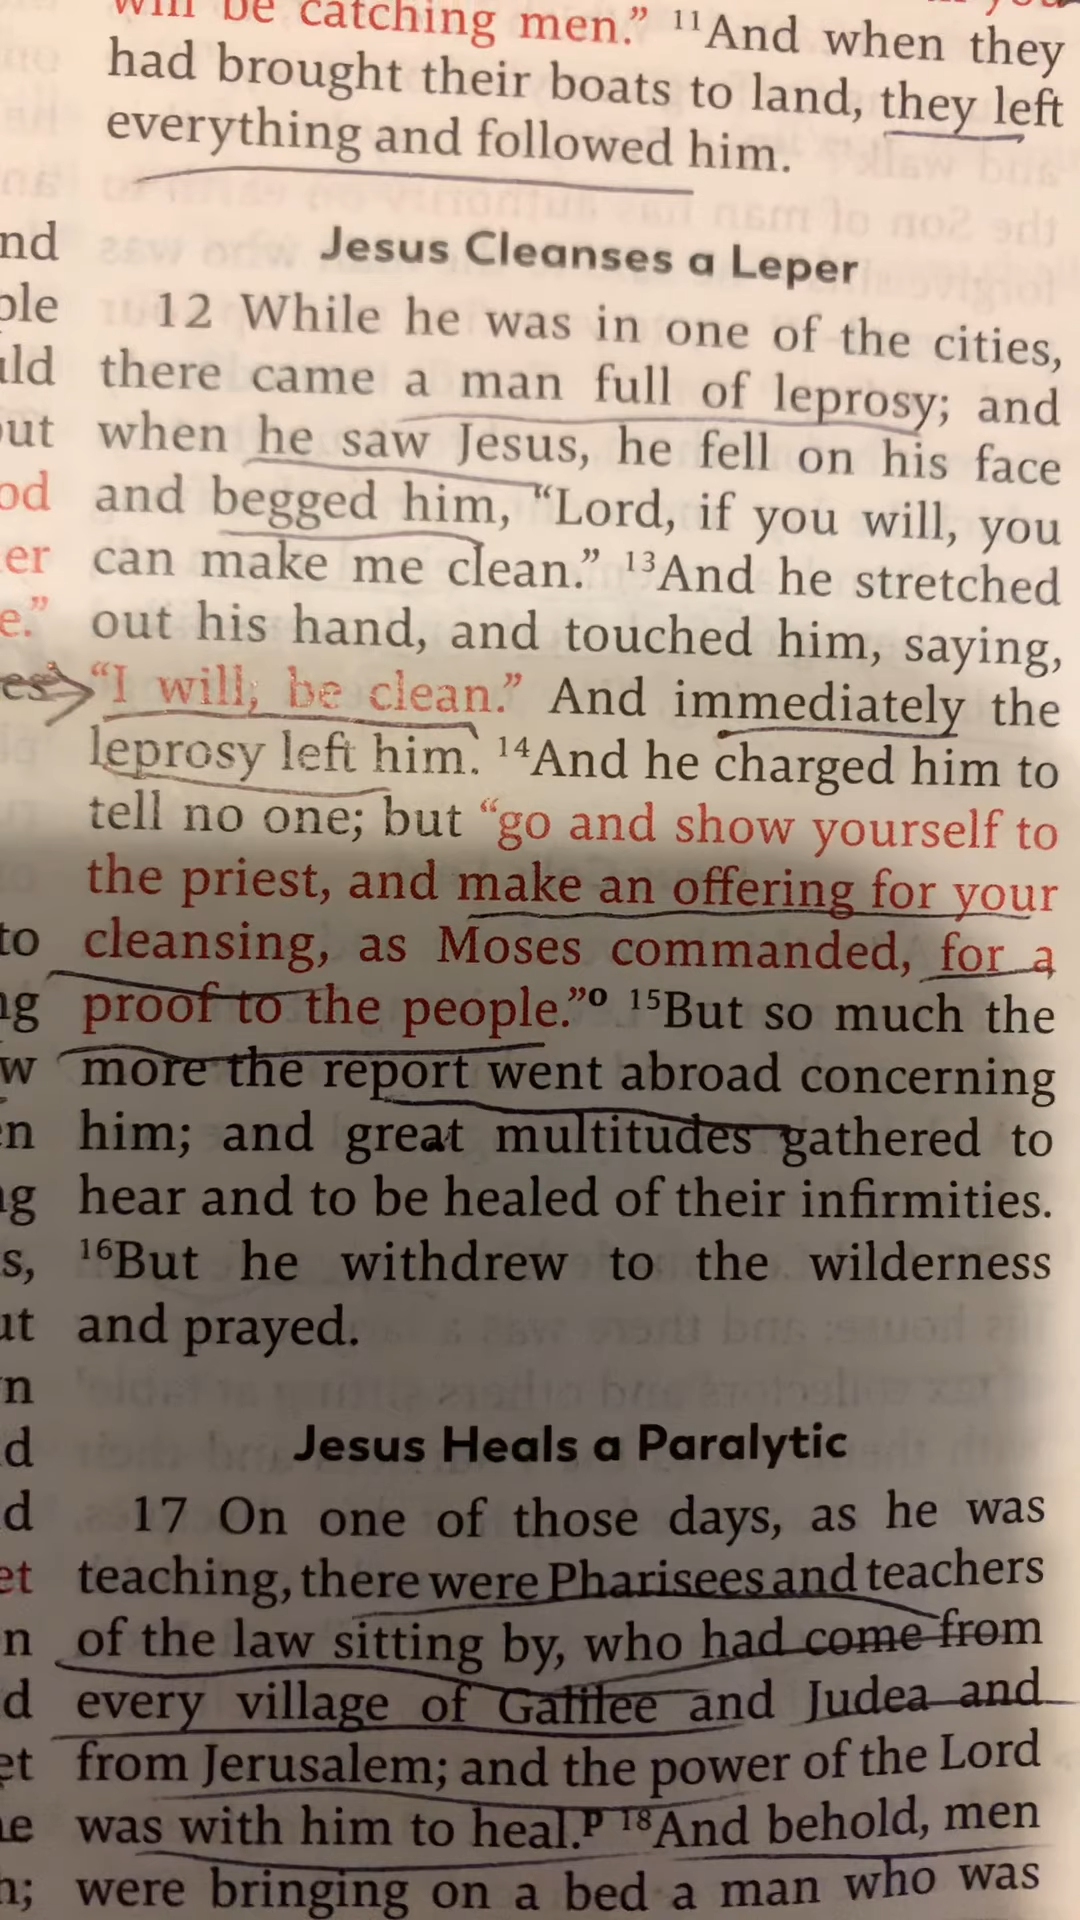 will be catching men.” ¹¹And when they
had brought their boats to land, they left
everything and followed him.
Jesus Cleanses a Leper
12 While he was in one of the cities,
there came a man full of leprosy; and
when he saw Jesus, he fell on his face
and begged him, “Lord, if you will, you
can make me clean.” ¹³And he stretched
out his hand, and touched him, saying,
“I will; be clean.” And immediately the
leprosy left him. ¹⁴And he charged him to
tell no one; but “go and show yourself to
the priest, and make an offering for your
cleansing, as Moses commanded, for a
proof to the people.”ᵒ ¹⁵But so much the
more the report went abroad concerning
him; and great multitudes gathered to
hear and to be healed of their infirmities.
¹⁶But he withdrew to the wilderness
and prayed.
Jesus Heals a Paralytic
17 On one of those days, as he was
teaching, there were Pharisees and teachers
of the law sitting by, who had come from
every village of Galilee and Judea and
from Jerusalem; and the power of the Lord
was with him to heal.ᵖ ¹⁸And behold, men
were bringing on a bed a man who was